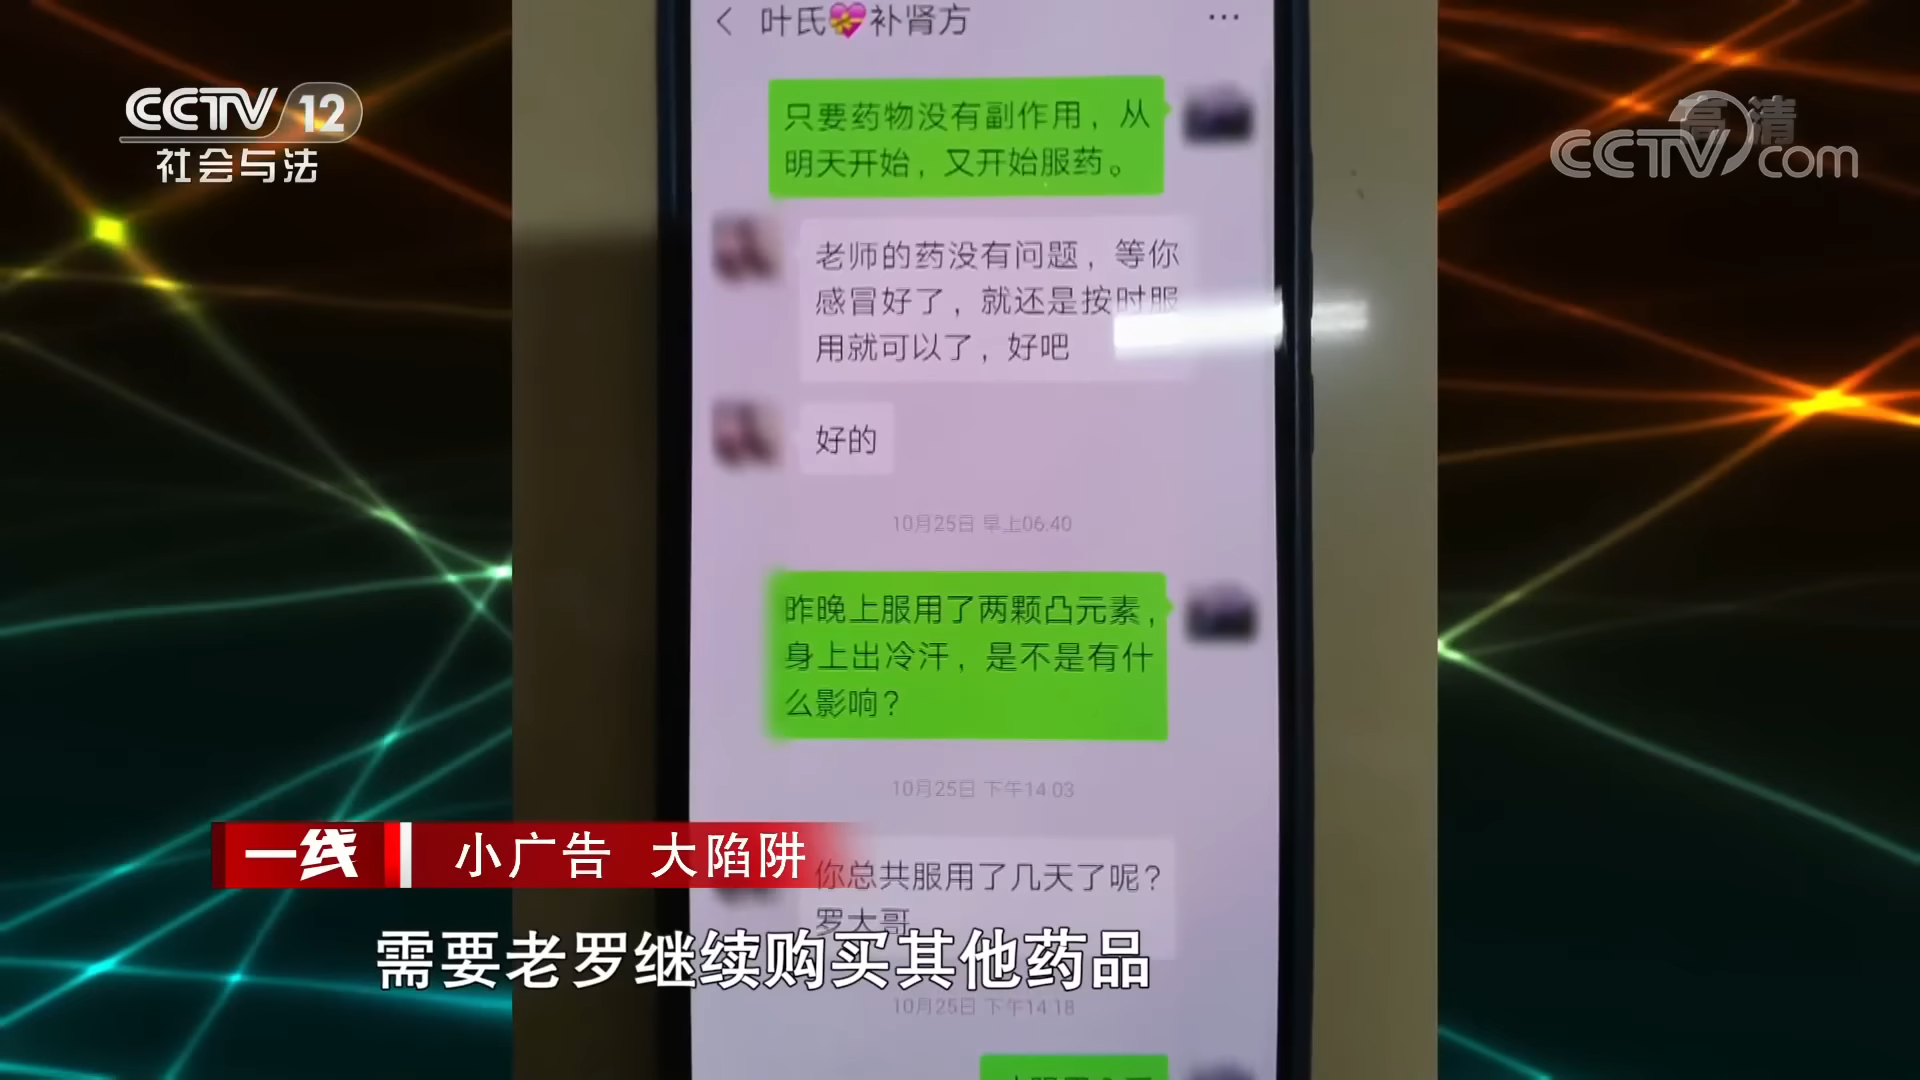 叶氏💝补肾方
CCTV 12
社会与法
高清
CCTV.com
只要药物没有副作用，从
明天开始，又开始服药。
老师的药没有问题，等你
感冒好了，就还是按时服
用就可以了，好吧
好的
10月25日 早上06:40
昨晚上服用了两颗凸元素，
身上出冷汗，是不是有什
么影响？
10月25日 下午14:03
一线 小广告 大陷阱
你总共服用了几天了呢？
罗大哥
需要老罗继续购买其他药品
10月25日 下午14:18